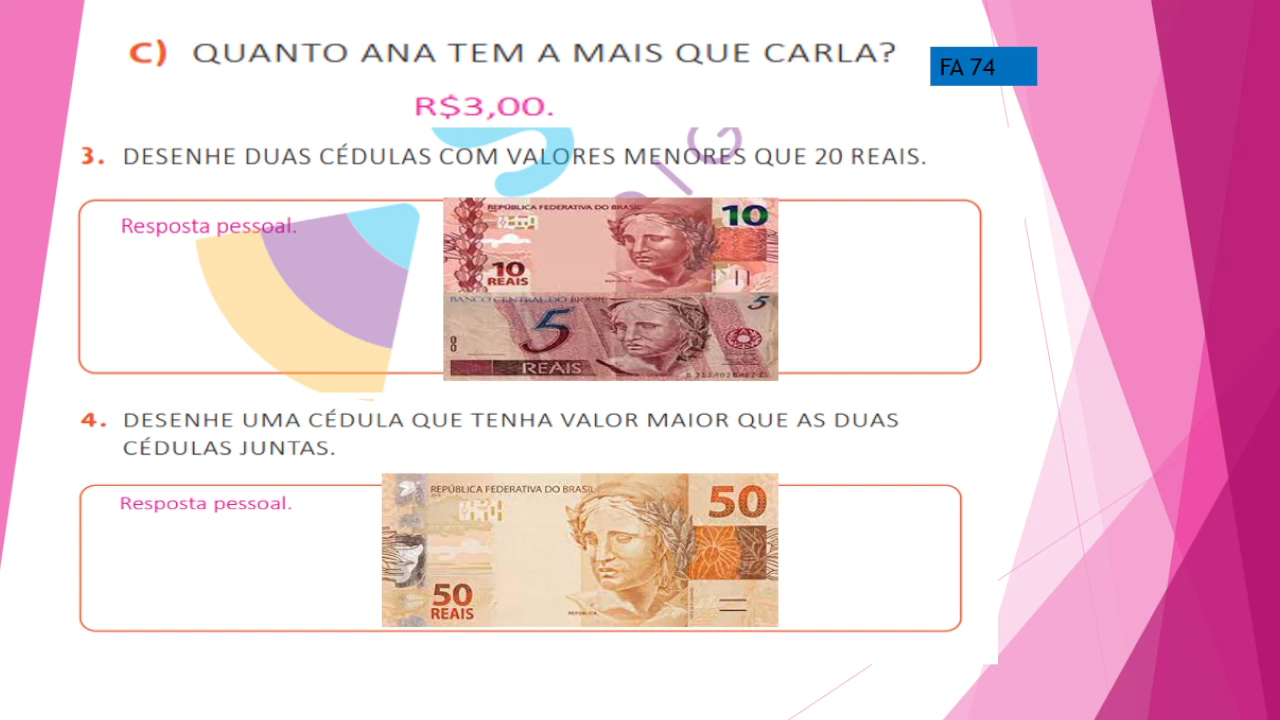 C) QUANTO ANA TEM A MAIS QUE CARLA?
FA 74
R$3,00.
3. DESENHE DUAS CÉDULAS COM VALORES MENORES QUE 20 REAIS.
Resposta pessoal.
REPÚBLICA FEDERATIVA DO BRASIL
10
10
REAIS
BANCO CENTRAL DO BRASIL
5
5
REAIS
4. DESENHE UMA CÉDULA QUE TENHA VALOR MAIOR QUE AS DUAS
CÉDULAS JUNTAS.
Resposta pessoal.
REPÚBLICA FEDERATIVA DO BRASIL
50
50
REAIS